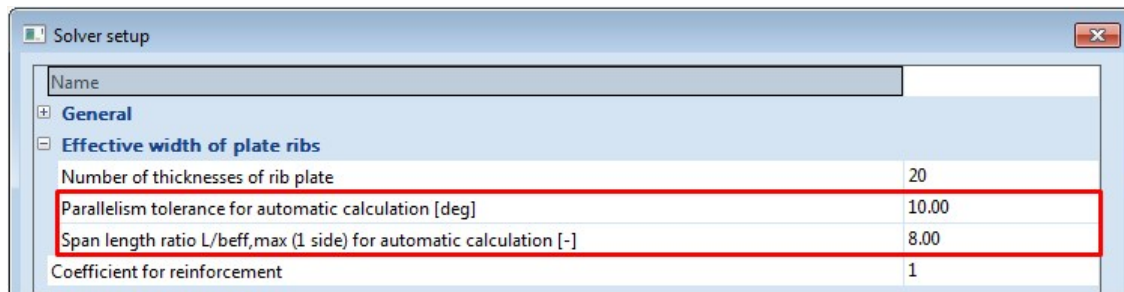 Solver setup
Name
General
Effective width of plate ribs
Number of thicknesses of rib plate 20
Parallelism tolerance for automatic calculation [deg] 10.00
Span length ratio L/beff,max (1 side) for automatic calculation [-] 8.00
Coefficient for reinforcement 1